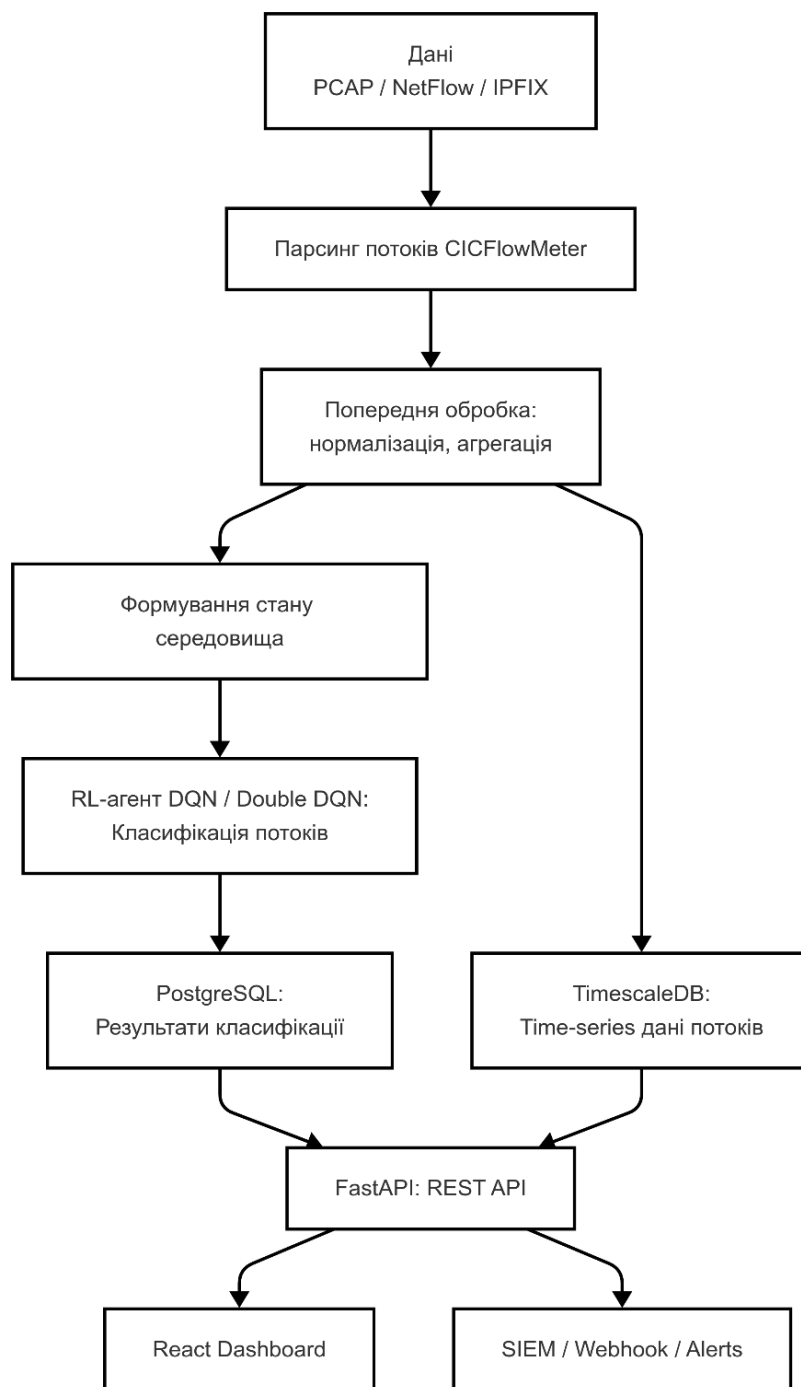 Дані
PCAP / NetFlow / IPFIX
Парсинг потоків CICFlowMeter
Попередня обробка:
нормалізація, агрегація
Формування стану
середовища
RL-агент DQN / Double DQN:
Класифікація потоків
PostgreSQL:
Результати класифікації
TimescaleDB:
Time-series дані потоків
FastAPI: REST API
React Dashboard
SIEM / Webhook / Alerts